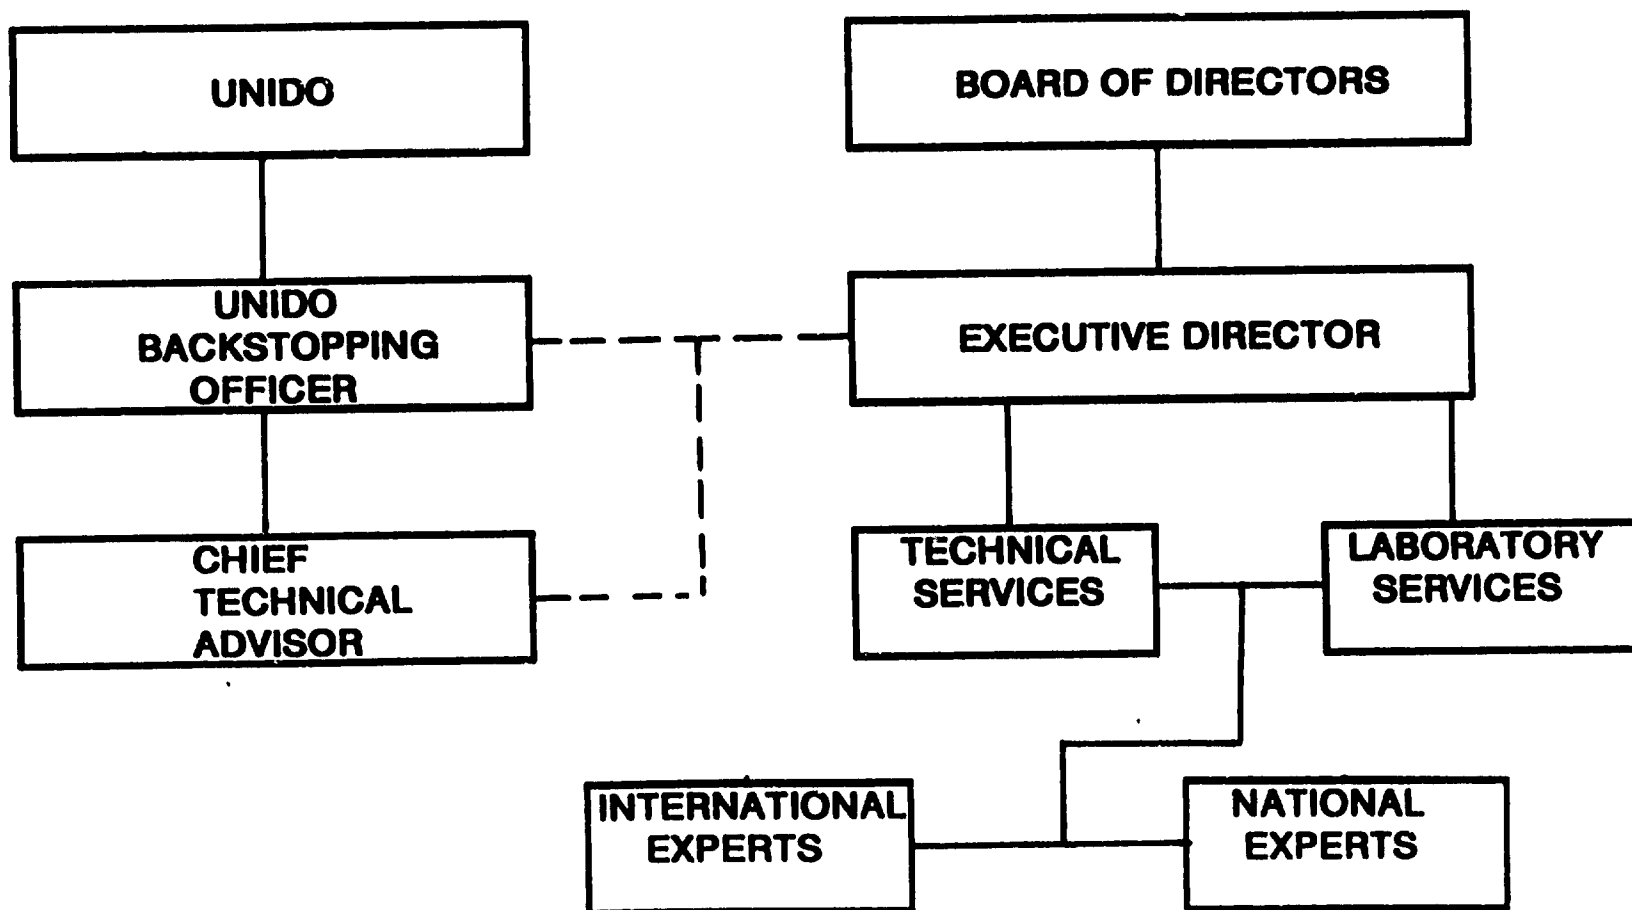 UNIDO
BOARD OF DIRECTORS
UNIDO
BACKSTOPPING
OFFICER
EXECUTIVE DIRECTOR
CHIEF
TECHNICAL
ADVISOR
TECHNICAL
SERVICES
LABORATORY
SERVICES
INTERNATIONAL
EXPERTS
NATIONAL
EXPERTS